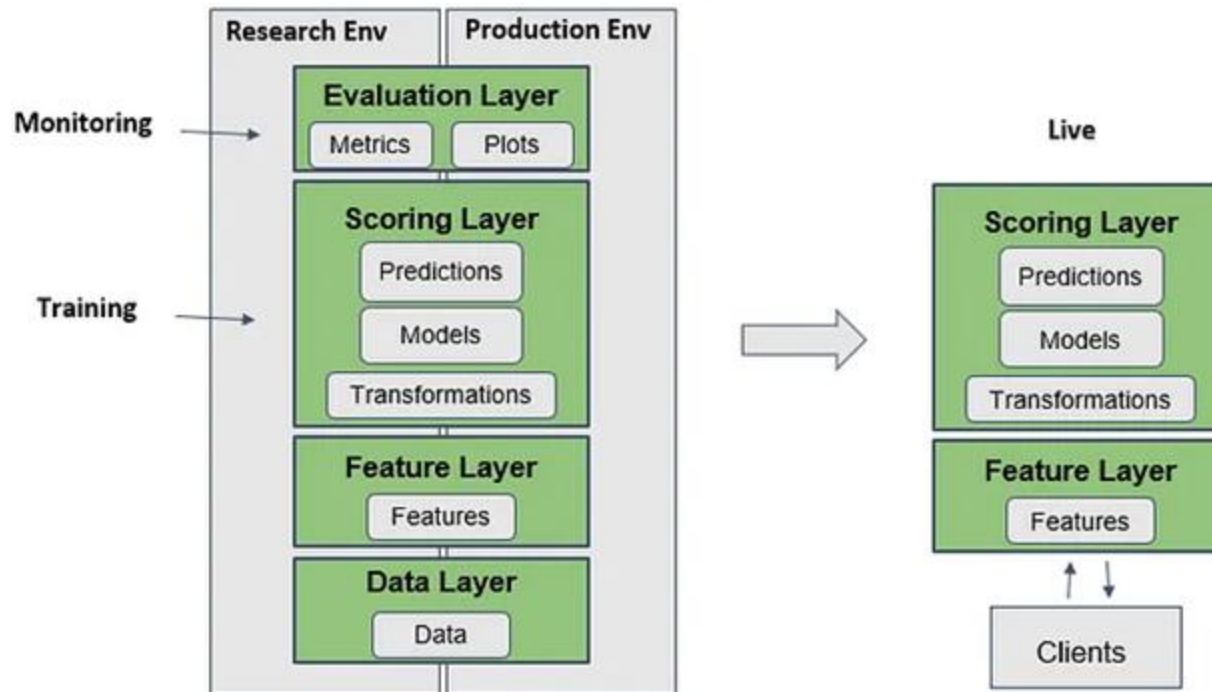 Research Env
Production Env
Evaluation Layer
Metrics
Plots
Monitoring
Scoring Layer
Predictions
Models
Transformations
Training
Feature Layer
Features
Data Layer
Data
Live
Scoring Layer
Predictions
Models
Transformations
Feature Layer
Features
Clients